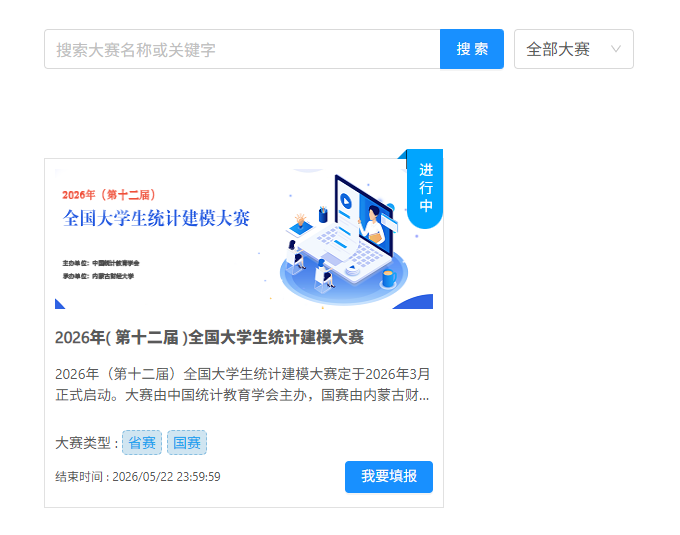 搜索大赛名称或关键字
搜 索
全部大赛
进行中
2026年（第十二届）
全国大学生统计建模大赛
主办单位：中国统计教育学会
承办单位：内蒙古财经大学
2026年( 第十二届 )全国大学生统计建模大赛
2026年（第十二届）全国大学生统计建模大赛定于2026年3月
正式启动。大赛由中国统计教育学会主办，国赛由内蒙古财...
大赛类型 : 省赛 国赛
结束时间 : 2026/05/22 23:59:59
我要填报